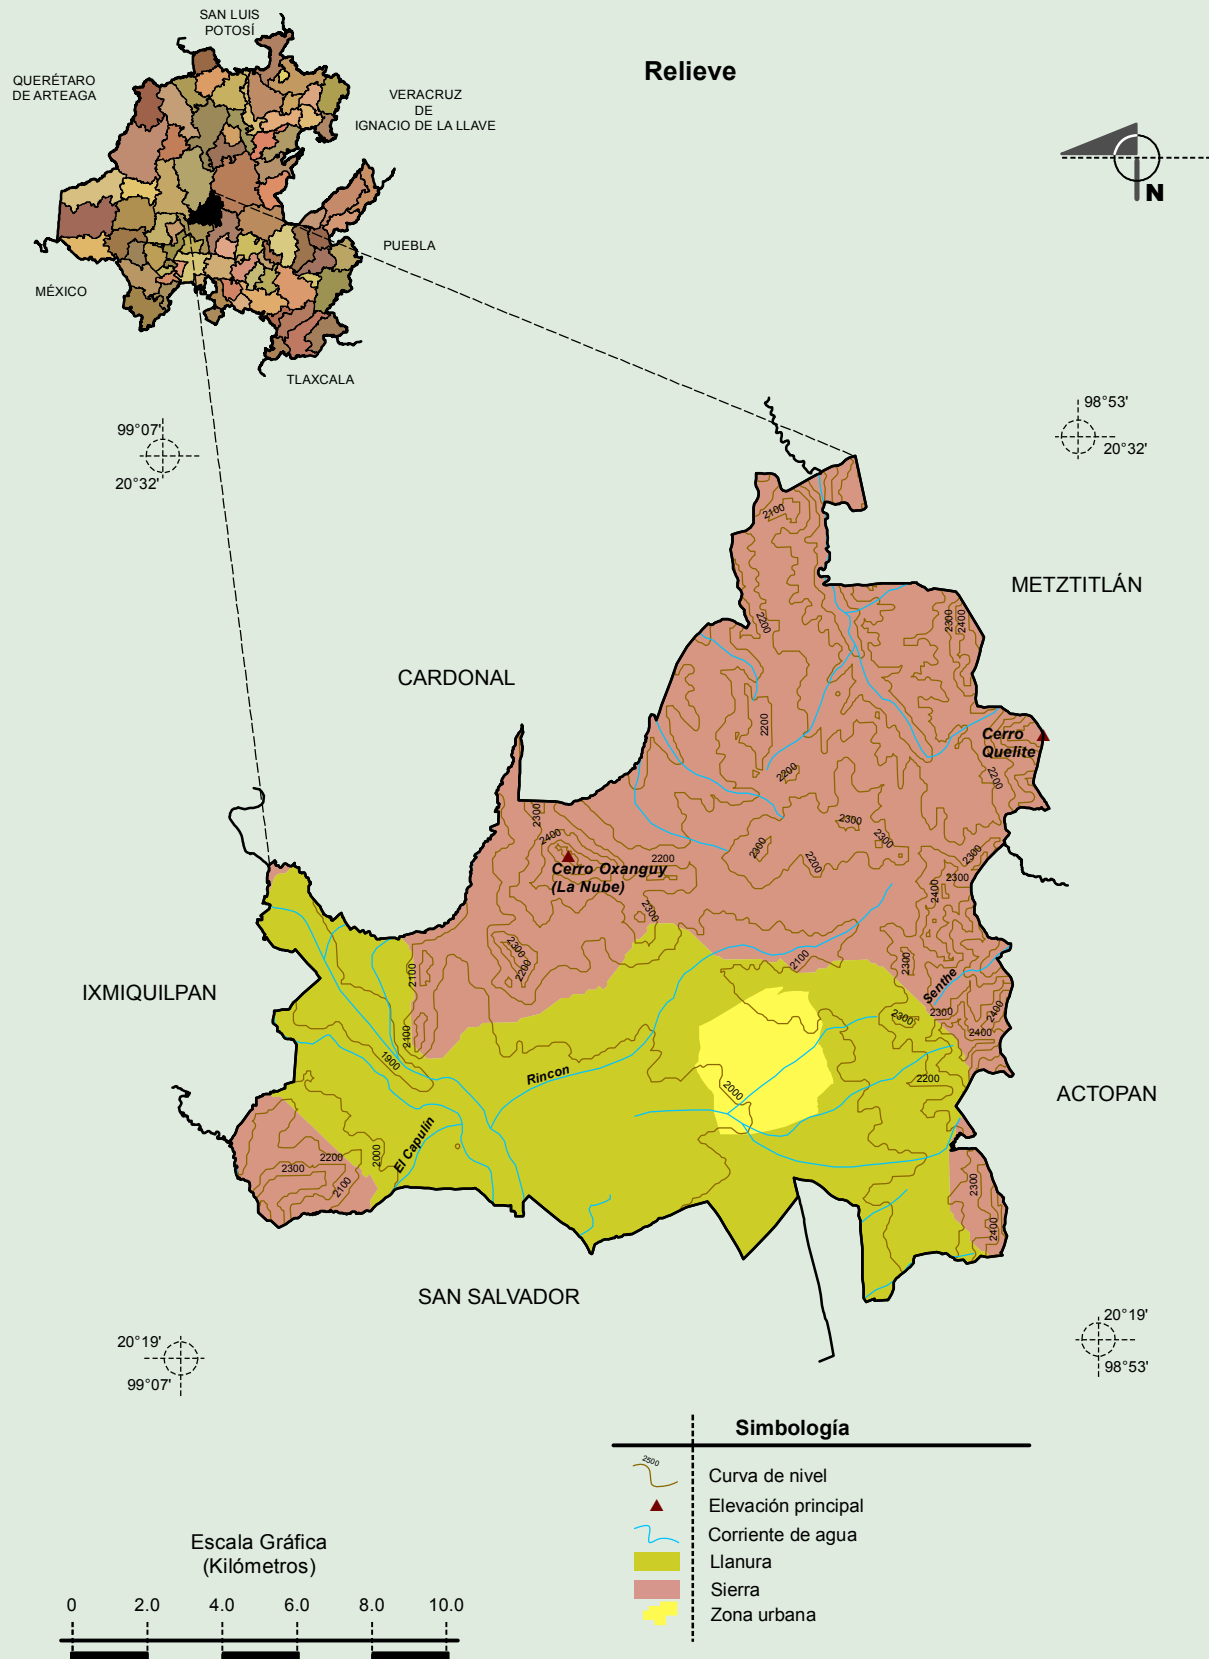 SAN LUIS
POTOSÍ
Relieve
QUERÉTARO
DE ARTEAGA
VERACRUZ
DE
IGNACIO DE LA LLAVE
N
PUEBLA
MÉXICO
TLAXCALA
99°07'
20°32'
98°53'
20°32'
2100
METZTITLÁN
2200
2300
2400
CARDONAL
2200
Cerro
Quelite
2200
2200
2300
2400
2300
2300
2300
2200
2300
2200
Cerro Oxanguy
(La Nube)
2300
2400
2300
2300
2300
2200
2100
2100
2300
Senthe
IXMIQUILPAN
2400
2300
2300
2400
2400
1900
Rincon
2200
2000
ACTOPAN
El Capulín
2000
2200
2300
2100
2300
2400
SAN SALVADOR
20°19'
99°07'
20°19'
98°53'
Simbología
2500
Curva de nivel
Elevación principal
Corriente de agua
Llanura
Sierra
Zona urbana
Escala Gráfica
(Kilómetros)
0 2.0 4.0 6.0 8.0 10.0